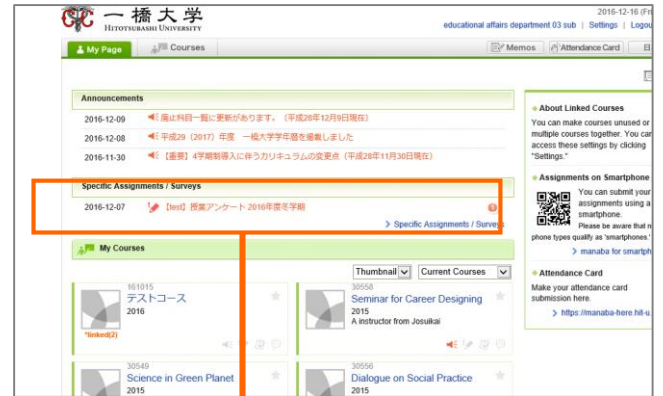 一橋大学
HITOTSUBASHI UNIVERSITY
2016-12-16 (Fri
educational affairs department 03 sub | Settings | Logou
My Page
Courses
Memos
Attendance Card
Announcements
2016-12-09 廃止科目一覧に更新があります。（平成28年12月9日現在）
2016-12-08 平成29（2017）年度 一橋大学学年暦を掲載しました
2016-11-30 【重要】4学期制導入に伴うカリキュラムの変更点（平成28年11月30日現在）
Specific Assignments / Surveys
2016-12-07 【test】授業アンケート 2016年度冬学期
Specific Assignments / Surveys
My Courses
Thumbnail
Current Courses
161015
テストコース
2016
*linked(2)
30558
Seminar for Career Designing
2015
A instructor from Josuikai
30549
Science in Green Planet
2015
30556
Dialogue on Social Practice
2015
About Linked Courses
You can make courses unused or
multiple courses together. You can
access these settings by clicking
"Settings."
Assignments on Smartphone
You can submit your
assignments using a
smartphone.
Please be aware that n
phone types qualify as 'smartphones.'
manaba for smartph
Attendance Card
Make your attendance card
submission here.
https://manaba-here.hit-u.